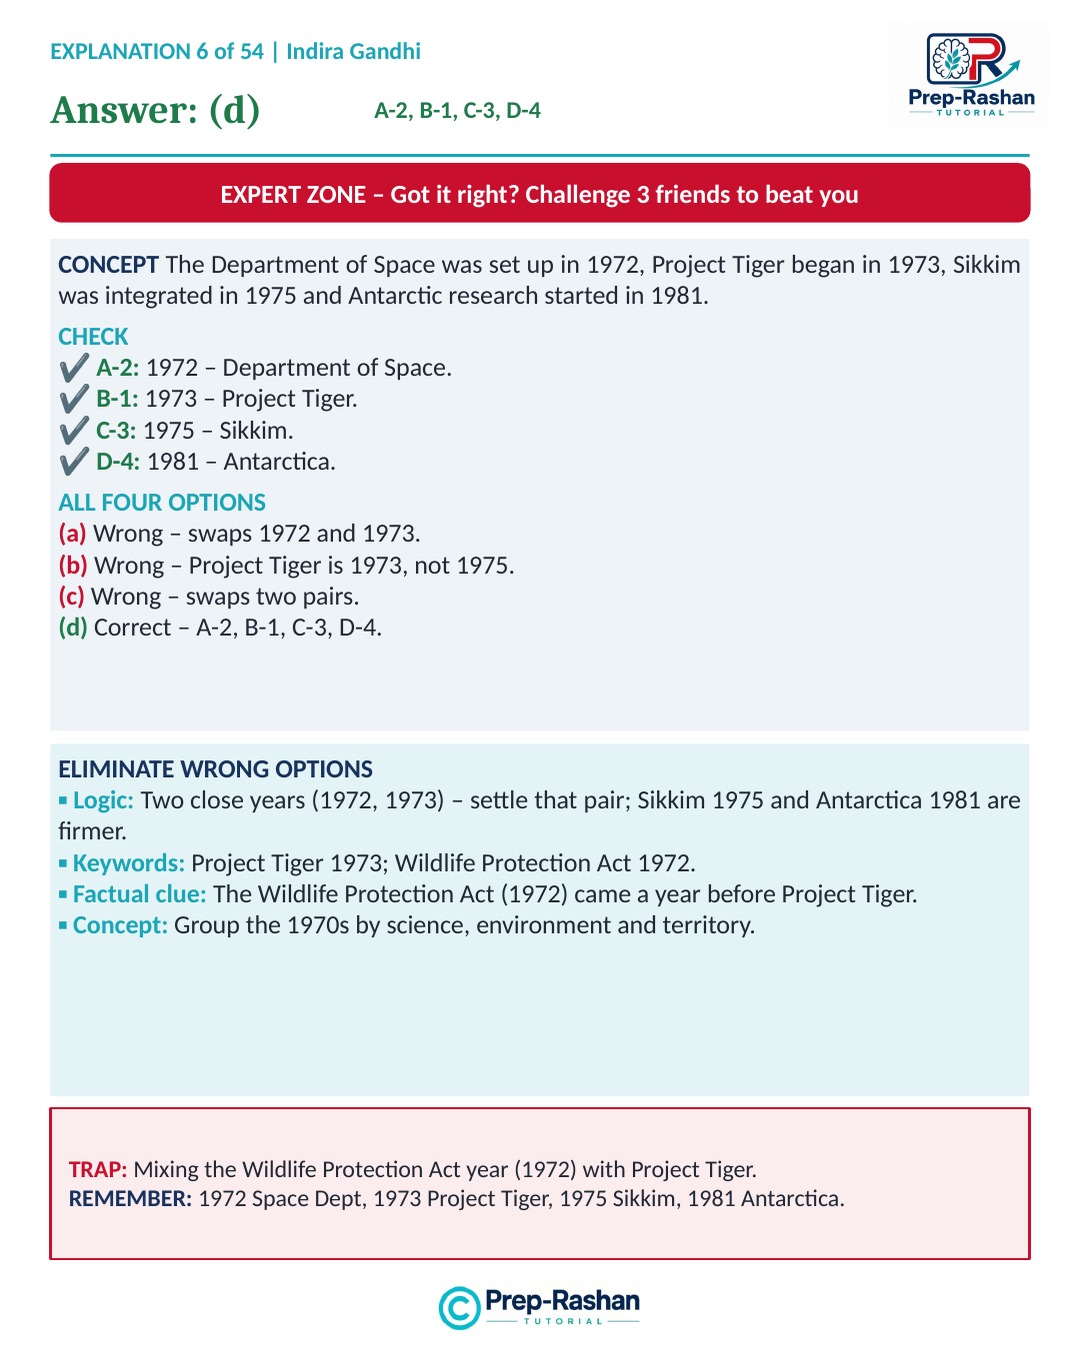 EXPLANATION 6 of 54 | Indira Gandhi
Prep-Rashan
TUTORIAL
Answer: (d)
A-2, B-1, C-3, D-4
EXPERT ZONE – Got it right? Challenge 3 friends to beat you
CONCEPT The Department of Space was set up in 1972, Project Tiger began in 1973, Sikkim
was integrated in 1975 and Antarctic research started in 1981.
CHECK
✔ A-2: 1972 – Department of Space.
✔ B-1: 1973 – Project Tiger.
✔ C-3: 1975 – Sikkim.
✔ D-4: 1981 – Antarctica.
ALL FOUR OPTIONS
(a) Wrong – swaps 1972 and 1973.
(b) Wrong – Project Tiger is 1973, not 1975.
(c) Wrong – swaps two pairs.
(d) Correct – A-2, B-1, C-3, D-4.
ELIMINATE WRONG OPTIONS
▪ Logic: Two close years (1972, 1973) – settle that pair; Sikkim 1975 and Antarctica 1981 are
firmer.
▪ Keywords: Project Tiger 1973; Wildlife Protection Act 1972.
▪ Factual clue: The Wildlife Protection Act (1972) came a year before Project Tiger.
▪ Concept: Group the 1970s by science, environment and territory.
TRAP: Mixing the Wildlife Protection Act year (1972) with Project Tiger.
REMEMBER: 1972 Space Dept, 1973 Project Tiger, 1975 Sikkim, 1981 Antarctica.
© Prep-Rashan
TUTORIAL